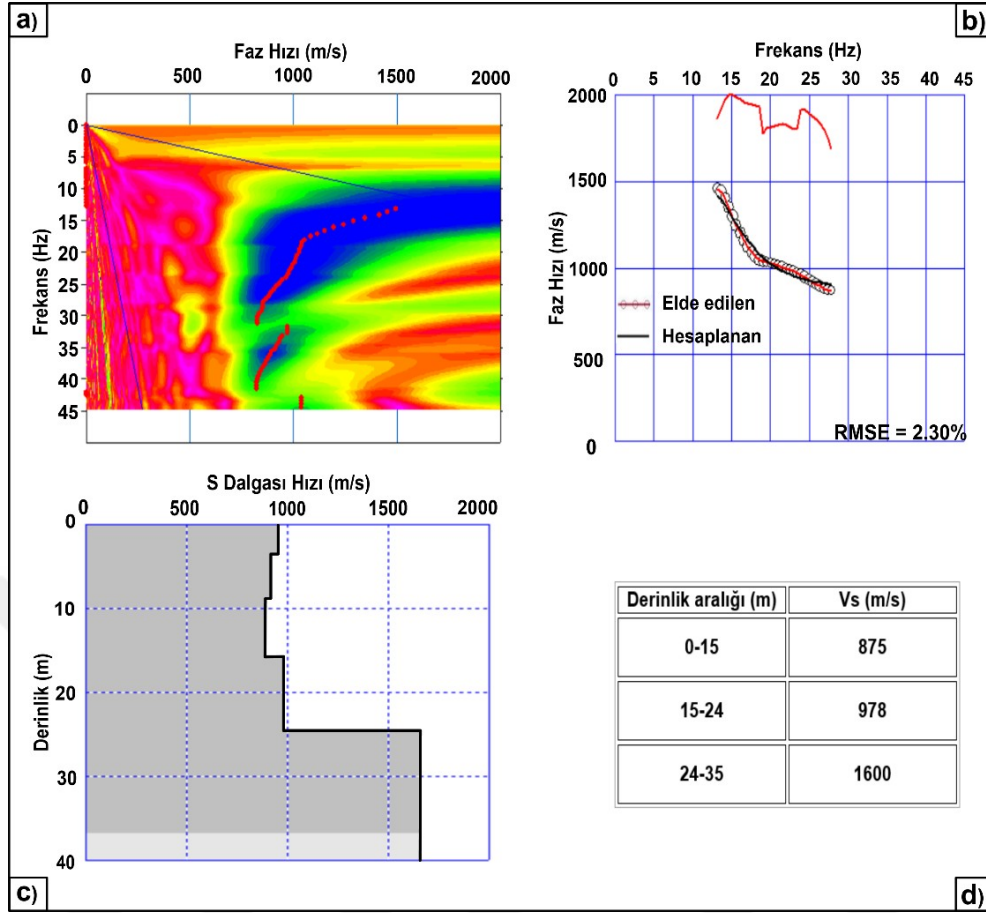 a)
Faz Hızı (m/s)
0 500 1000 1500 2000
Frekans (Hz)
0
5
10
15
20
25
30
35
40
45
b)
Frekans (Hz)
0 5 10 15 20 25 30 35 40 45
Faz Hızı (m/s)
2000
1500
1000
500
0
Elde edilen
Hesaplanan
RMSE = 2.30%
S Dalgası Hızı (m/s)
0 500 1000 1500 2000
Derinlik (m)
0
10
20
30
40
c)
Derinlik aralığı (m) Vs (m/s)
0-15 875
15-24 978
24-35 1600
d)